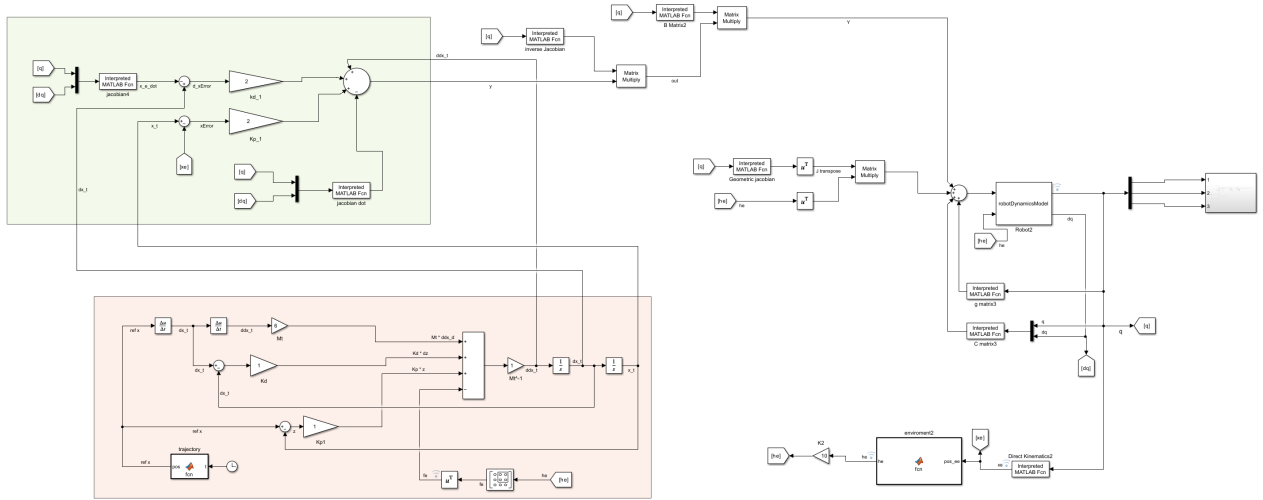 [q]
Interpreted
MATLAB Fcn
B Matrix2
Matrix
Multiply
Y
[q]
Interpreted
MATLAB Fcn
inverse Jacobian
Matrix
Multiply
out
ddx_t
y
[q]
[dq]
Interpreted
MATLAB Fcn
jacobian4
x_e_dot
d_xError
2
kd_1
x_t
xError
2
Kp_1
[xe]
[q]
[dq]
Interpreted
MATLAB Fcn
jacobian dot
dx_t
[q]
Interpreted
MATLAB Fcn
Geometric jacobian
u^T
J transpose
Matrix
Multiply
[he]
he
u^T
robotDynamicsModel
Robot2
[he]
he
dq
1
2
3
Interpreted
MATLAB Fcn
g matrix3
Interpreted
MATLAB Fcn
C matrix3
q
dq
q
[q]
[dq]
ref x
Δu
Δt
dx_t
Δu
Δt
ddx_t
6
Mt
Mt * ddx_d
dx_t
1
Kd
Kd * dz
dx_t
Kp * z
1
Mt^-1
ddx_t
1
s
dx_t
1
s
x_t
ref x
z
1
Kp1
trajectory
ref x
pos
fcn
t
fe
u^T
fe
he
[he]
[he]
K2
10
he
enviroment2
he
fcn
pos_ee
[xe]
Direct Kinematics2
xe
Interpreted
MATLAB Fcn